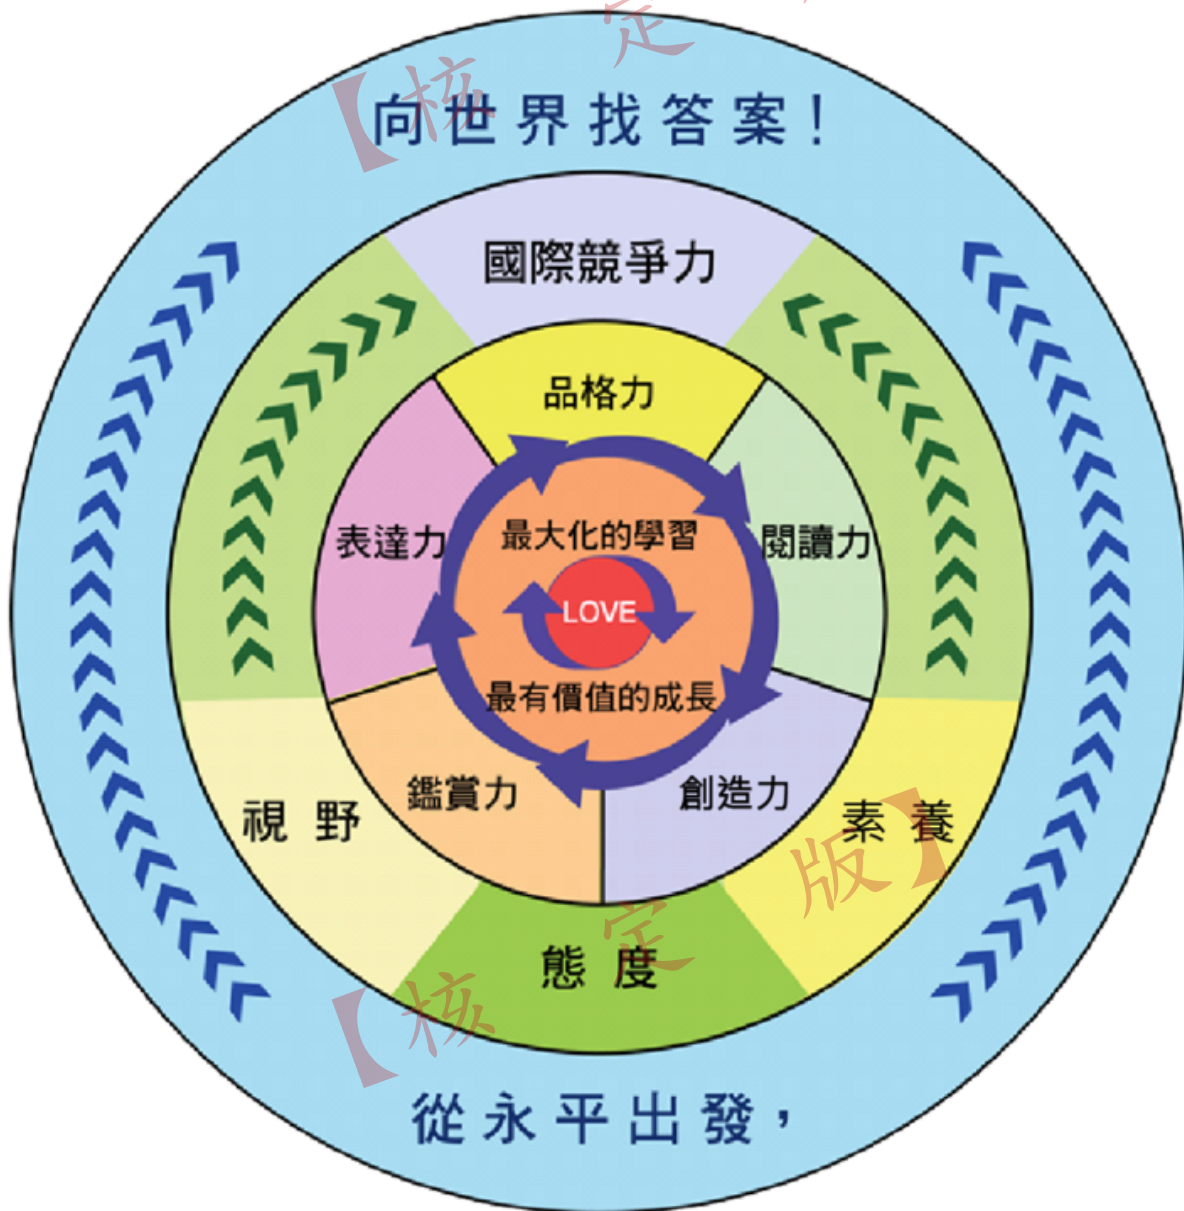 向世界找答案！
國際競爭力
品格力
表達力
最大化的學習
閱讀力
LOVE
最有價值的成長
鑑賞力
創造力
視野
素養
態度
從永平出發，
【核定
【核定版】